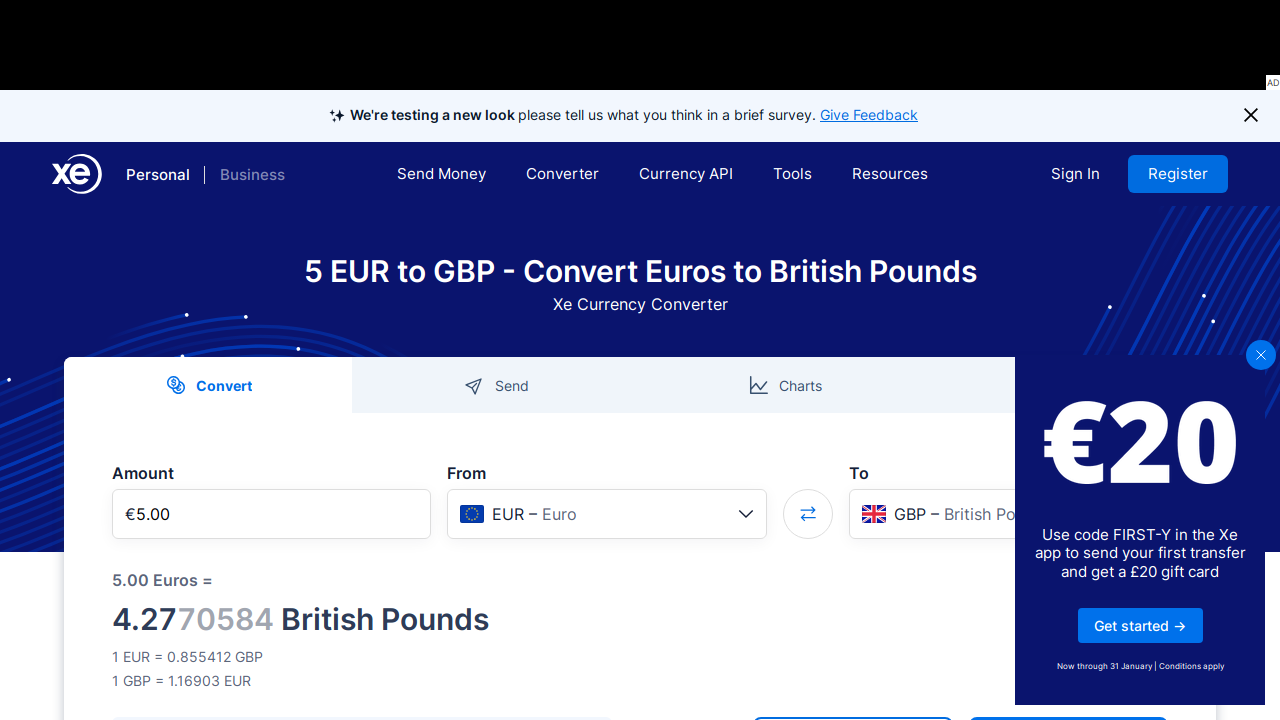 AD
We're testing a new look please tell us what you think in a brief survey. Give Feedback
xe Personal Business Send Money Converter Currency API Tools Resources Sign In Register
5 EUR to GBP - Convert Euros to British Pounds
Xe Currency Converter
Convert Send Charts
Amount From To
€5.00 EUR – Euro GBP – British Po
5.00 Euros =
4.2770584 British Pounds
1 EUR = 0.855412 GBP
1 GBP = 1.16903 EUR
€20
Use code FIRST-Y in the Xe
app to send your first transfer
and get a £20 gift card
Get started →
Now through 31 January | Conditions apply